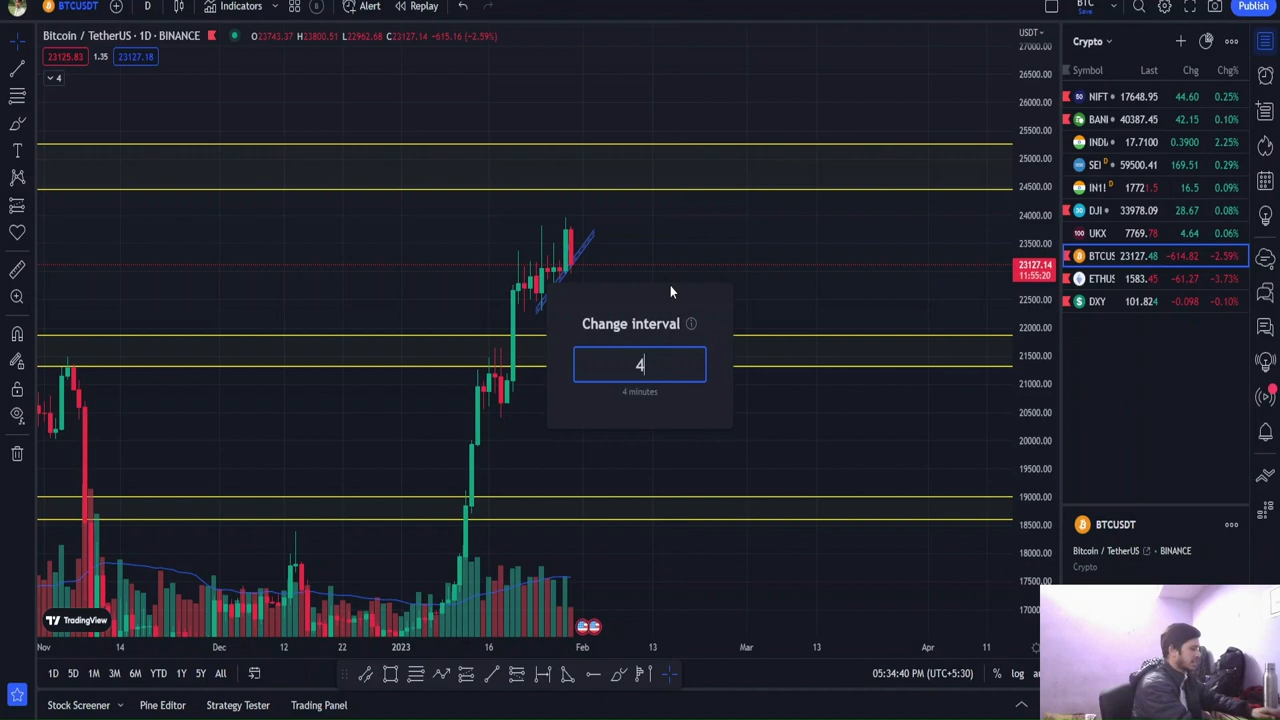 BTCUSDT
D
Indicators
Alert
Replay
BTC
Save
Publish
Bitcoin / TetherUS · 1D · BINANCE
O23743.37 H23800.51 L22962.68 C23127.14 -615.16 (-2.59%)
23125.83 1.35 23127.18
4
USDT
27000.00
26500.00
26000.00
25500.00
25000.00
24500.00
24000.00
23500.00
23127.14
11:55:20
22500.00
22000.00
21500.00
21000.00
20500.00
20000.00
19500.00
19000.00
18500.00
18000.00
17500.00
17000
Change interval
4
4 minutes
Crypto
Symbol Last Chg Chg%
NIFT 17648.95 44.60 0.25%
BANI 40387.45 42.15 0.10%
INDI 17.7100 0.3900 2.25%
SEI D 59500.41 169.51 0.29%
IN1! D 17721.5 16.5 0.09%
DJI 33978.09 28.67 0.08%
UKX 7769.78 4.64 0.06%
BTCUS 23127.48 -614.82 -2.59%
ETHUS 1583.45 -61.27 -3.73%
DXY 101.824 -0.098 -0.10%
BTCUSDT
Bitcoin / TetherUS · BINANCE
Crypto
TradingView
Nov 14 Dec 12 22 2023 16 Feb 13 Mar 13 Apr 11
1D 5D 1M 3M 6M YTD 1Y 5Y All
05:34:40 (UTC+5:30) % log
Stock Screener Pine Editor Strategy Tester Trading Panel